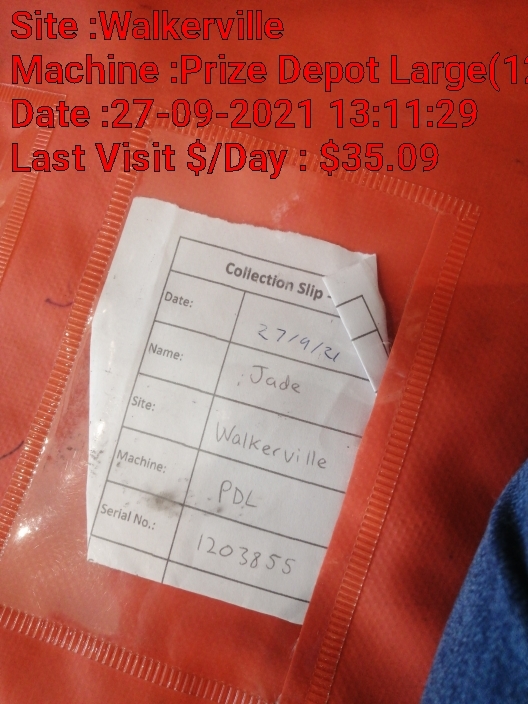 Site :Walkerville
Machine :Prize Depot Large(12
Date :27-09-2021 13:11:29
Last Visit $/Day : $35.09
Collection Slip -
Date: 27/9/21
Name: Jade
Site: Walkerville
Machine: PDL
Serial No.: 1203855